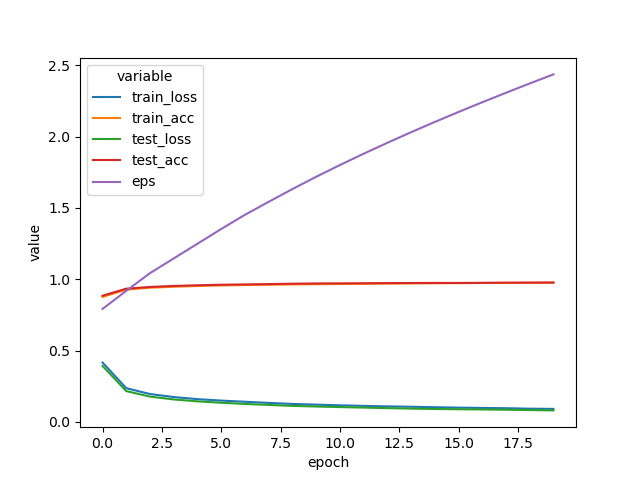 2.5
2.0
1.5
1.0
0.5
0.0
value
variable
train_loss
train_acc
test_loss
test_acc
eps
0.0 2.5 5.0 7.5 10.0 12.5 15.0 17.5
epoch